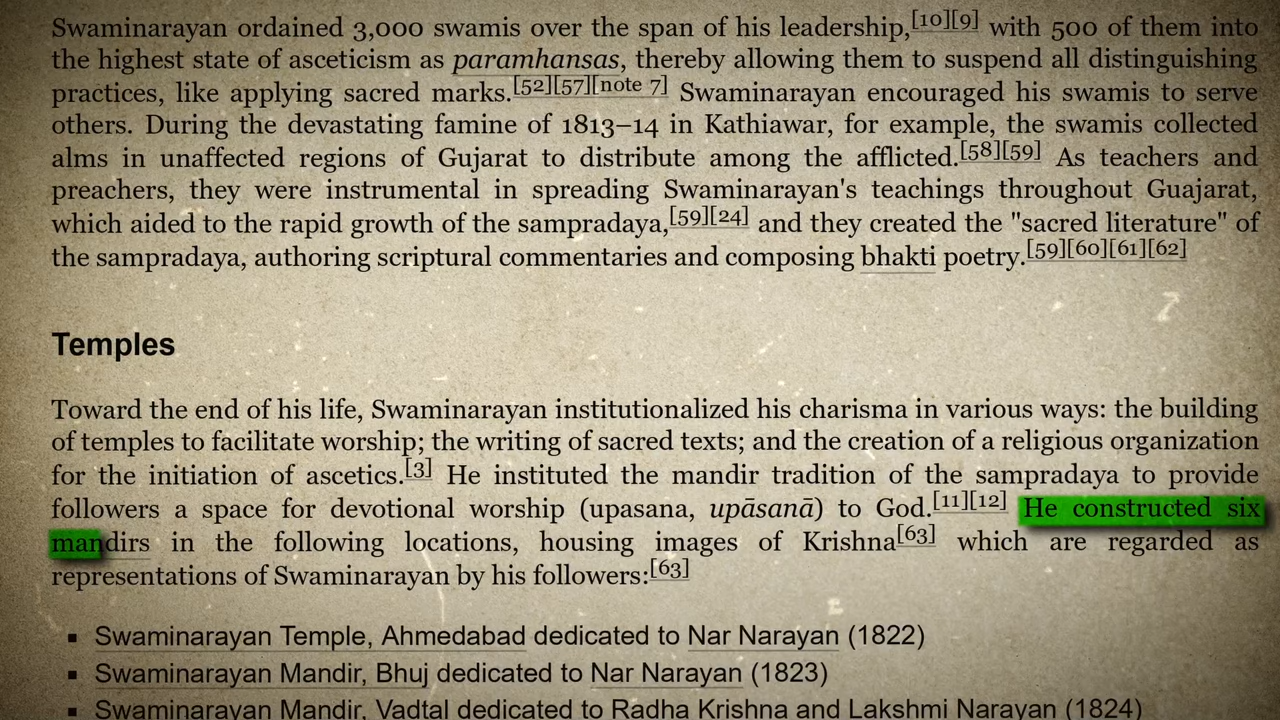 Swaminarayan ordained 3,000 swamis over the span of his leadership,[10][9] with 500 of them into
the highest state of asceticism as paramhansas, thereby allowing them to suspend all distinguishing
practices, like applying sacred marks.[52][57][note 7] Swaminarayan encouraged his swamis to serve
others. During the devastating famine of 1813–14 in Kathiawar, for example, the swamis collected
alms in unaffected regions of Gujarat to distribute among the afflicted.[58][59] As teachers and
preachers, they were instrumental in spreading Swaminarayan's teachings throughout Guajarat,
which aided to the rapid growth of the sampradaya,[59][24] and they created the "sacred literature" of
the sampradaya, authoring scriptural commentaries and composing bhakti poetry.[59][60][61][62]
Temples
Toward the end of his life, Swaminarayan institutionalized his charisma in various ways: the building
of temples to facilitate worship; the writing of sacred texts; and the creation of a religious organization
for the initiation of ascetics.[3] He instituted the mandir tradition of the sampradaya to provide
followers a space for devotional worship (upasana, upāsanā) to God.[11][12] He constructed six
mandirs in the following locations, housing images of Krishna[63] which are regarded as
representations of Swaminarayan by his followers:[63]
▪ Swaminarayan Temple, Ahmedabad dedicated to Nar Narayan (1822)
▪ Swaminarayan Mandir, Bhuj dedicated to Nar Narayan (1823)
▪ Swaminarayan Mandir, Vadtal dedicated to Radha Krishna and Lakshmi Narayan (1824)